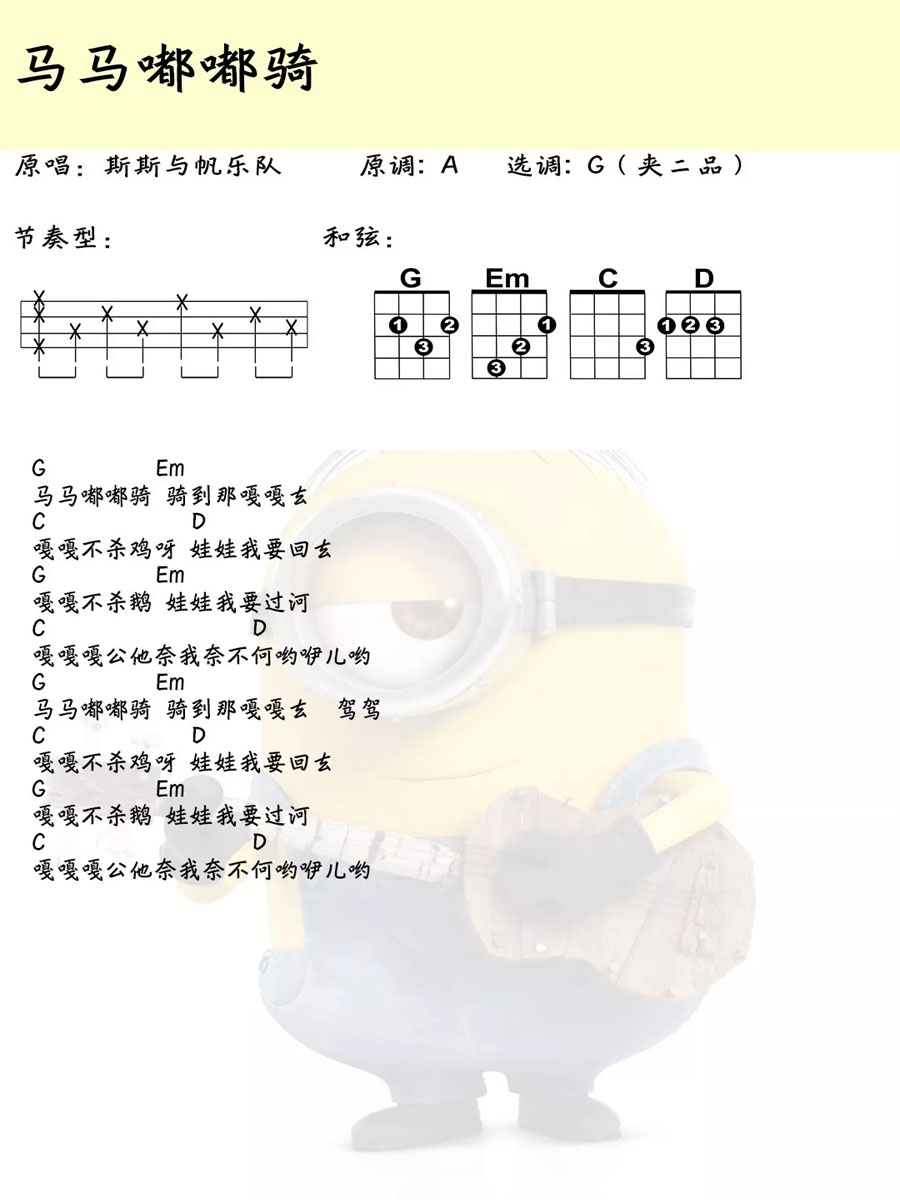 马马嘟嘟骑
原唱：斯斯与帆乐队 原调：A 选调：G（夹二品）
节奏型： 和弦：
G Em C D
1 2 3 1 2 3 3 1 2 3
G Em
马马嘟嘟骑 骑到那嘎嘎去
C D
嘎嘎不杀鸡呀 娃娃我要回去
G Em
嘎嘎不杀鹅 娃娃我要过河
C D
嘎嘎嘎公他奈我奈不何哟咿儿哟
G Em
马马嘟嘟骑 骑到那嘎嘎去 驾驾
C D
嘎嘎不杀鸡呀 娃娃我要回去
G Em
嘎嘎不杀鹅 娃娃我要过河
C D
嘎嘎嘎公他奈我奈不何哟咿儿哟